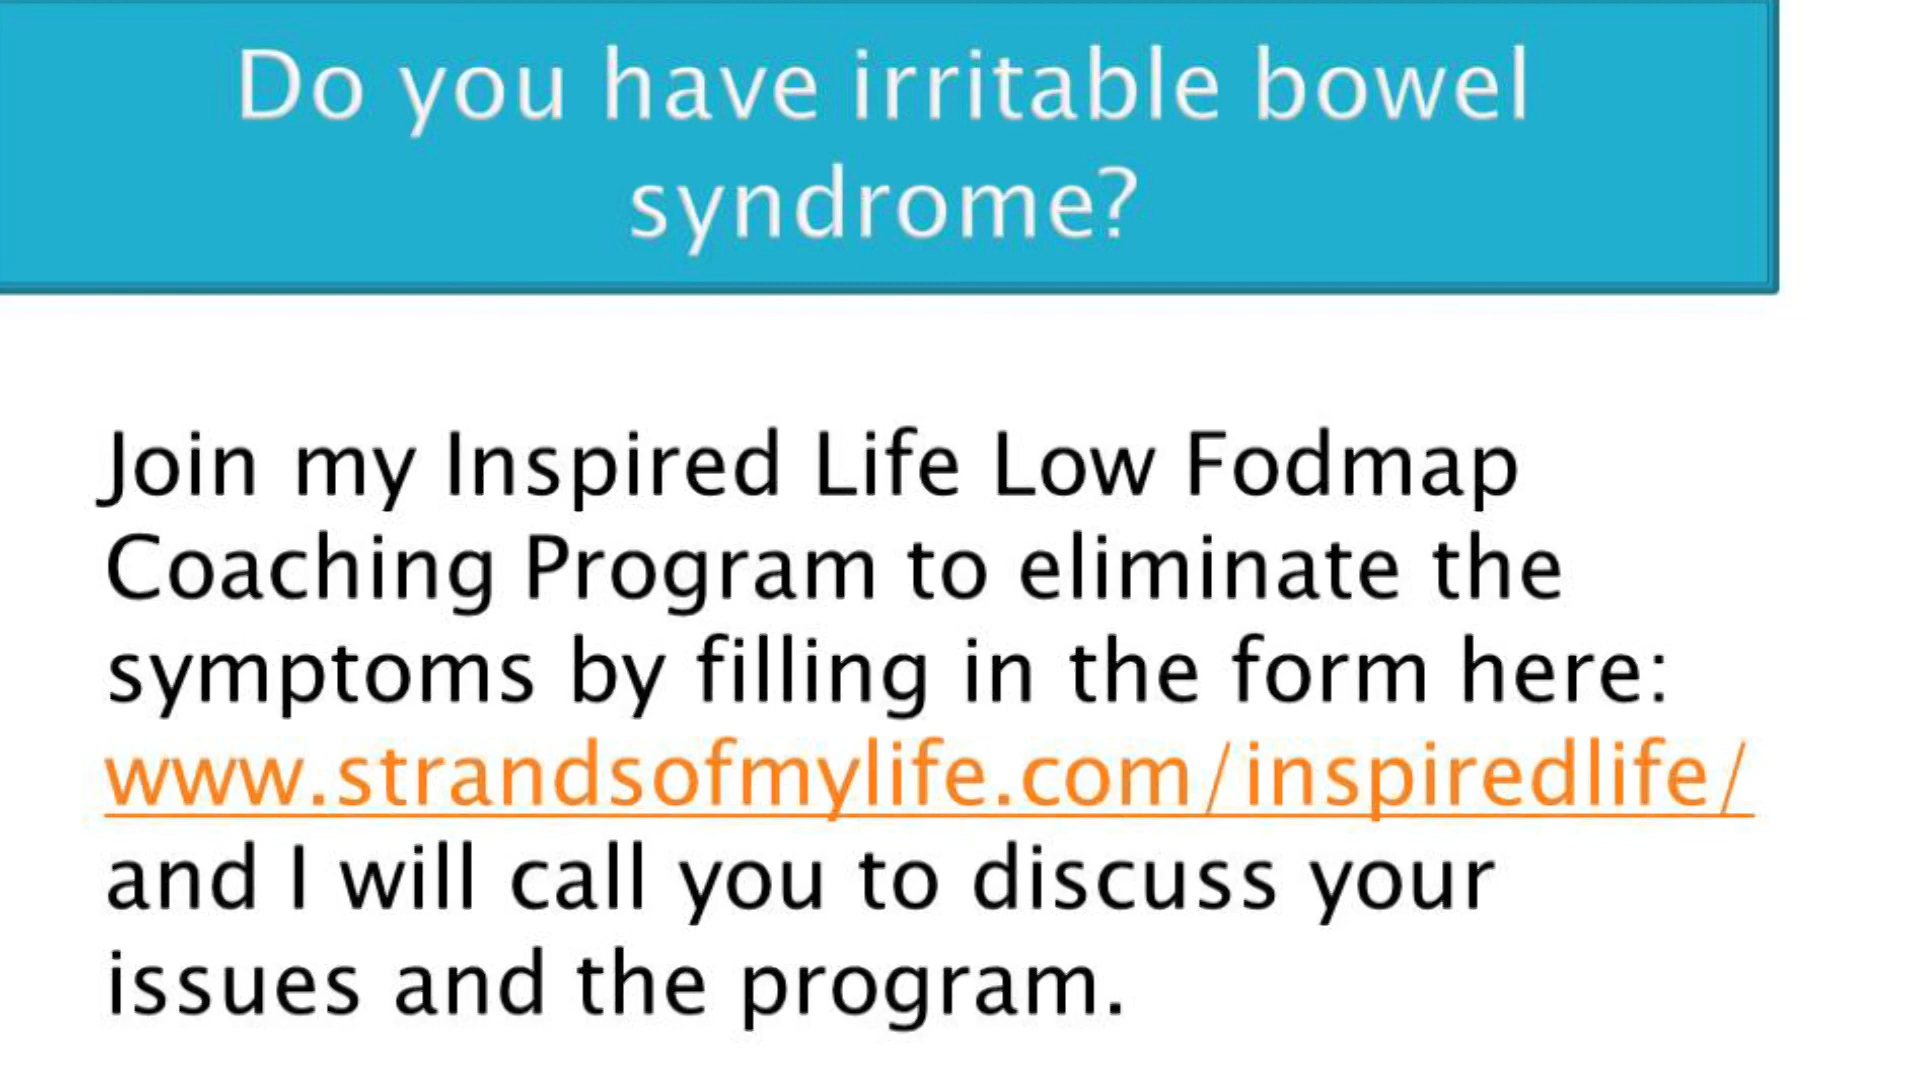 Do you have irritable bowel
syndrome?
Join my Inspired Life Low Fodmap
Coaching Program to eliminate the
symptoms by filling in the form here:
www.strandsofmylife.com/inspiredlife/
and I will call you to discuss your
issues and the program.